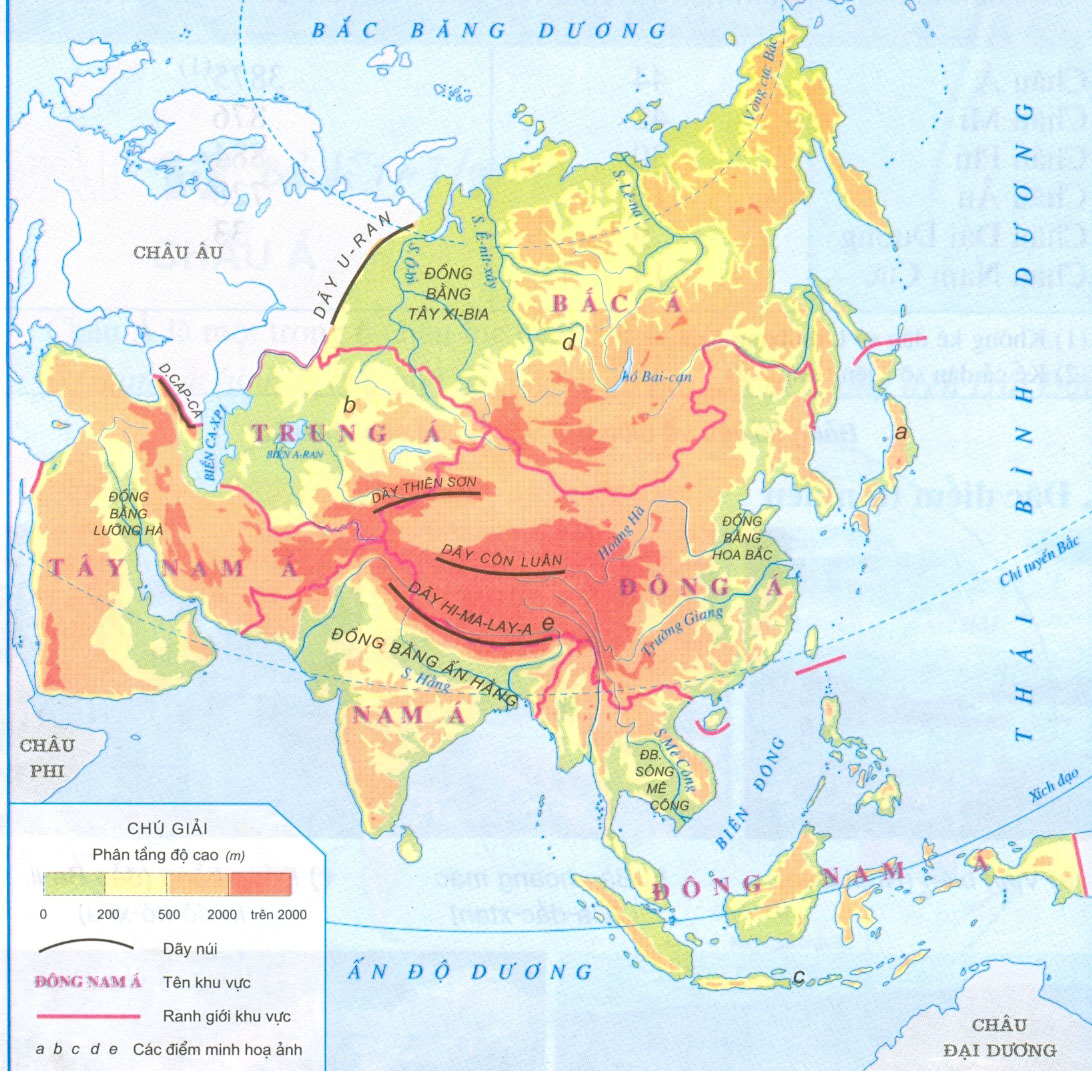 BẮC BĂNG DƯƠNG
Vòng cực Bắc
CHÂU ÂU
DÃY U-RAN
S. Ô-bi
S. Ê-nít-xây
S. Lê-na
ĐỒNG
BẰNG
TÂY XI-BIA
BẮC Á
d
hồ Bai-can
D.CAP-CA
BIỂN CA-XPI
b
TRUNG Á
BIỂN A-RAN
a
THÁI BÌNH DƯƠNG
DÃY THIÊN SƠN
ĐỒNG
BẰNG
LƯỠNG HÀ
TÂY NAM Á
DÃY CÔN LUÂN
Hoàng Hà
ĐỒNG
BẰNG
HOA BẮC
ĐÔNG Á
Chí tuyến Bắc
DÃY HI-MA-LAY-A
e
Trường Giang
ĐỒNG BẰNG ẤN HẰNG
S. Hằng
NAM Á
CHÂU
PHI
S.Mê Công
ĐB.
SÔNG
MÊ
CÔNG
BIỂN ĐÔNG
Xích đạo
ĐÔNG NAM Á
c
ẤN ĐỘ DƯƠNG
CHÂU
ĐẠI DƯƠNG
CHÚ GIẢI
Phân tầng độ cao (m)
0 200 500 2000 trên 2000
Dãy núi
ĐÔNG NAM Á Tên khu vực
Ranh giới khu vực
a b c d e Các điểm minh hoạ ảnh